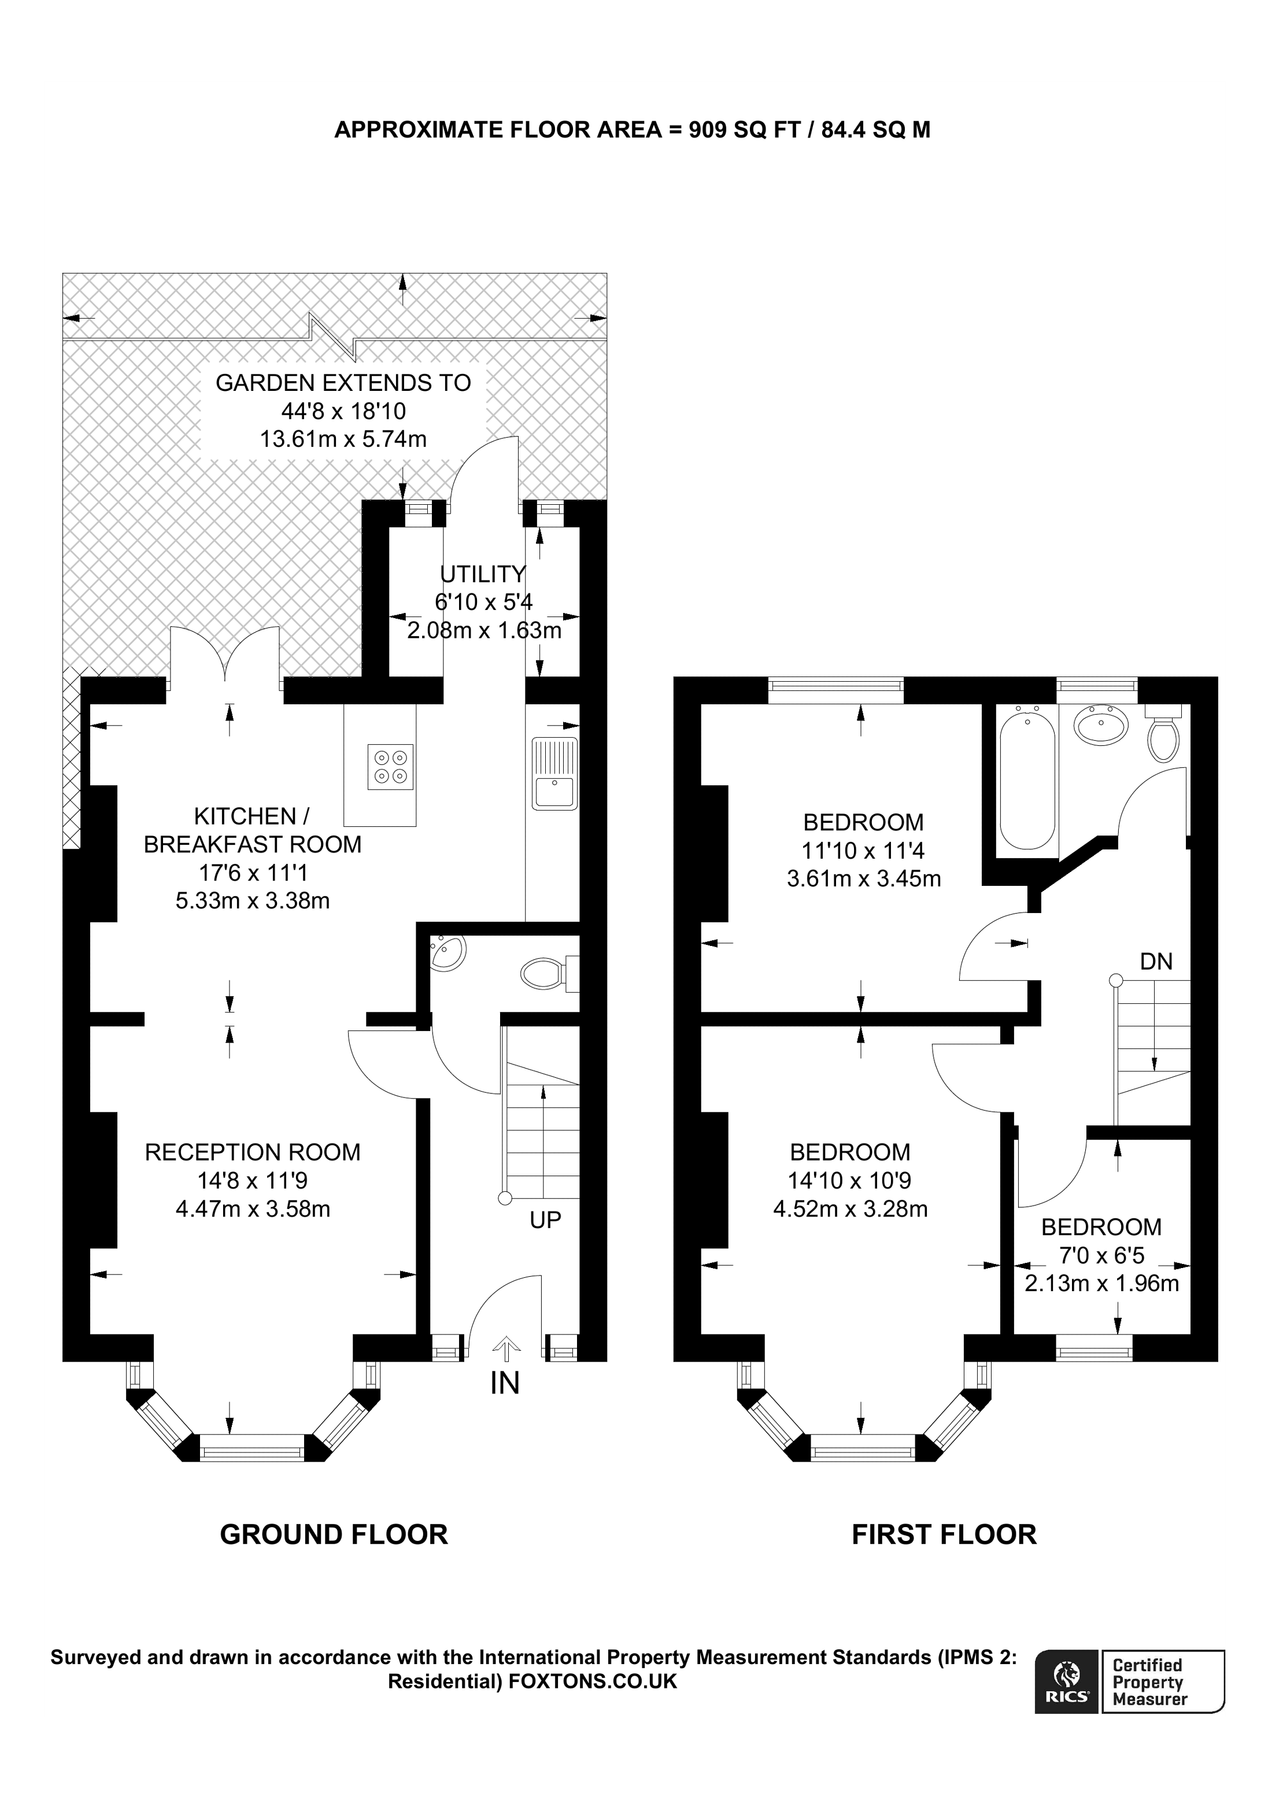 APPROXIMATE FLOOR AREA = 909 SQ FT / 84.4 SQ M
GARDEN EXTENDS TO
44'8 x 18'10
13.61m x 5.74m
UTILITY
6'10 x 5'4
2.08m x 1.63m
KITCHEN /
BREAKFAST ROOM
17'6 x 11'1
5.33m x 3.38m
RECEPTION ROOM
14'8 x 11'9
4.47m x 3.58m
UP
IN
BEDROOM
11'10 x 11'4
3.61m x 3.45m
DN
BEDROOM
14'10 x 10'9
4.52m x 3.28m
BEDROOM
7'0 x 6'5
2.13m x 1.96m
GROUND FLOOR
FIRST FLOOR
Surveyed and drawn in accordance with the International Property Measurement Standards (IPMS 2:
Residential) FOXTONS.CO.UK
RICS
Certified
Property
Measurer